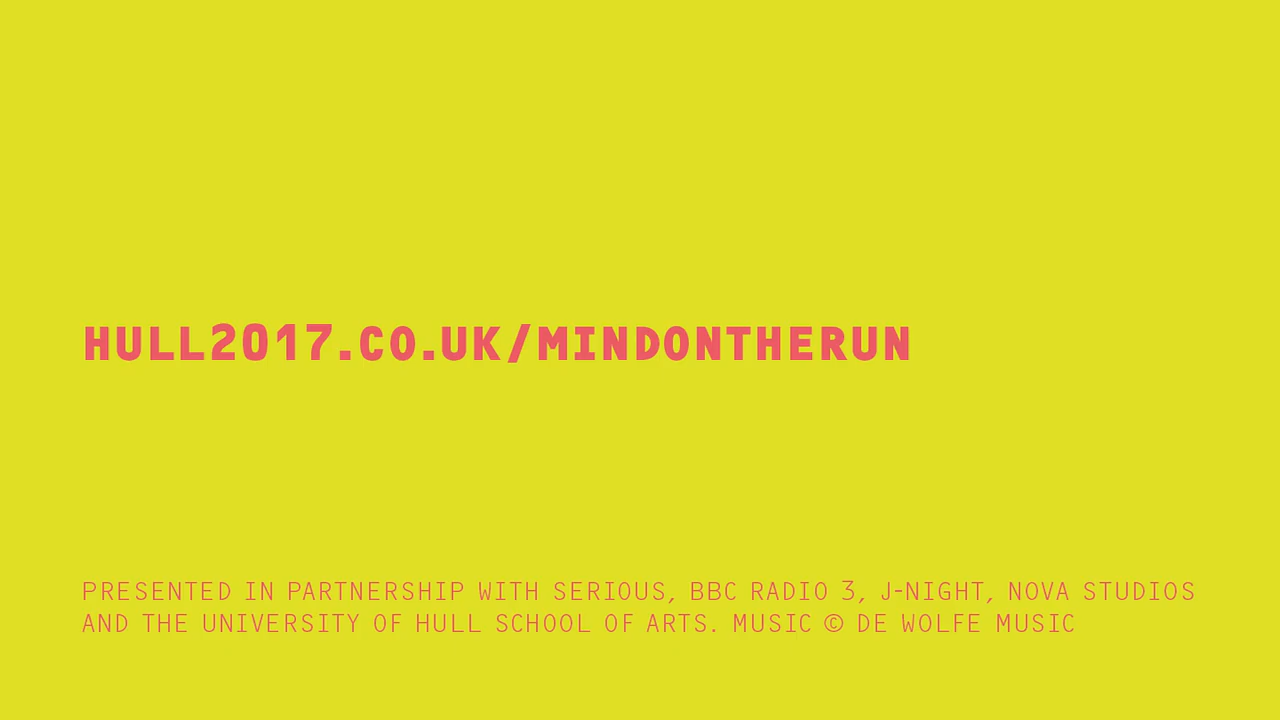 HULL2017.CO.UK/MINDONTHERUN
PRESENTED IN PARTNERSHIP WITH SERIOUS, BBC RADIO 3, J-NIGHT, NOVA STUDIOS
AND THE UNIVERSITY OF HULL SCHOOL OF ARTS. MUSIC © DE WOLFE MUSIC